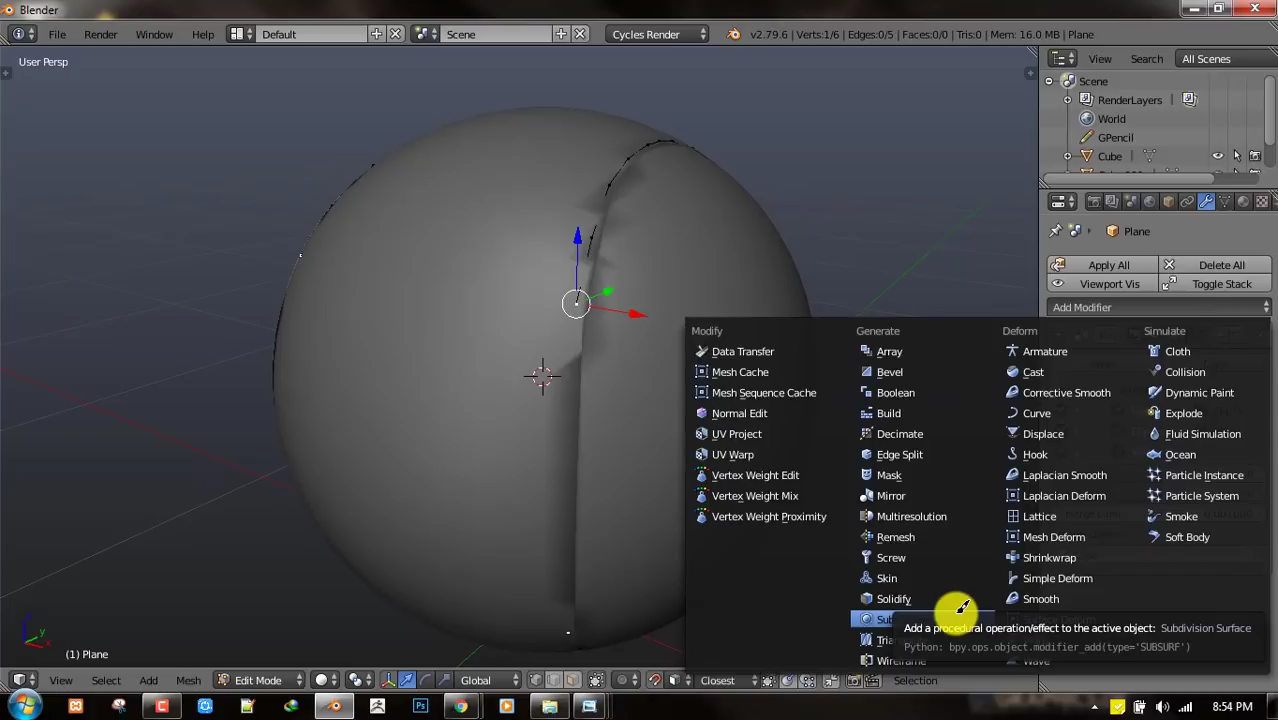 Blender
File Render Window Help Default Scene Cycles Render v2.79.6 | Verts:1/6 | Edges:0/5 | Faces:0/0 | Tris:0 | Mem: 16.0 MB | Plane
User Persp
View Search All Scenes
Scene
RenderLayers
World
GPencil
Cube
Plane
Apply All Delete All
Viewport Vis Toggle Stack
Add Modifier
Modify Generate Deform Simulate
Data Transfer Array Armature Cloth
Mesh Cache Bevel Cast Collision
Mesh Sequence Cache Boolean Corrective Smooth Dynamic Paint
Normal Edit Build Curve Explode
UV Project Decimate Displace Fluid Simulation
UV Warp Edge Split Hook Ocean
Vertex Weight Edit Mask Laplacian Smooth Particle Instance
Vertex Weight Mix Mirror Laplacian Deform Particle System
Vertex Weight Proximity Multiresolution Lattice Smoke
Remesh Mesh Deform Soft Body
Screw Shrinkwrap
Skin Simple Deform
Solidify Smooth
Add a procedural operation/effect to the active object: Subdivision Surface
Python: bpy.ops.object.modifier_add(type='SUBSURF')
Wireframe Wave
(1) Plane
View Select Add Mesh Edit Mode Global Closest Selection
8:54 PM